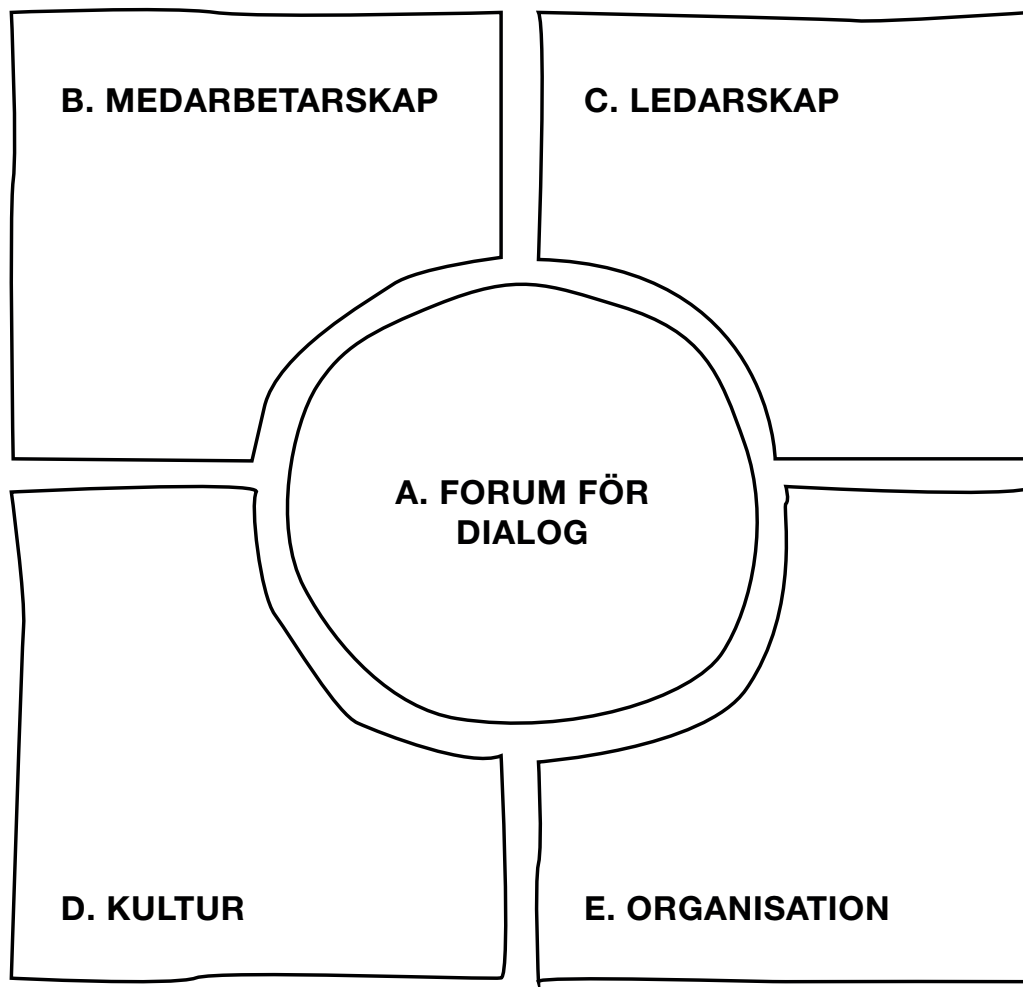 B. MEDARBETARSKAP
C. LEDARSKAP
A. FORUM FÖR
DIALOG
D. KULTUR
E. ORGANISATION